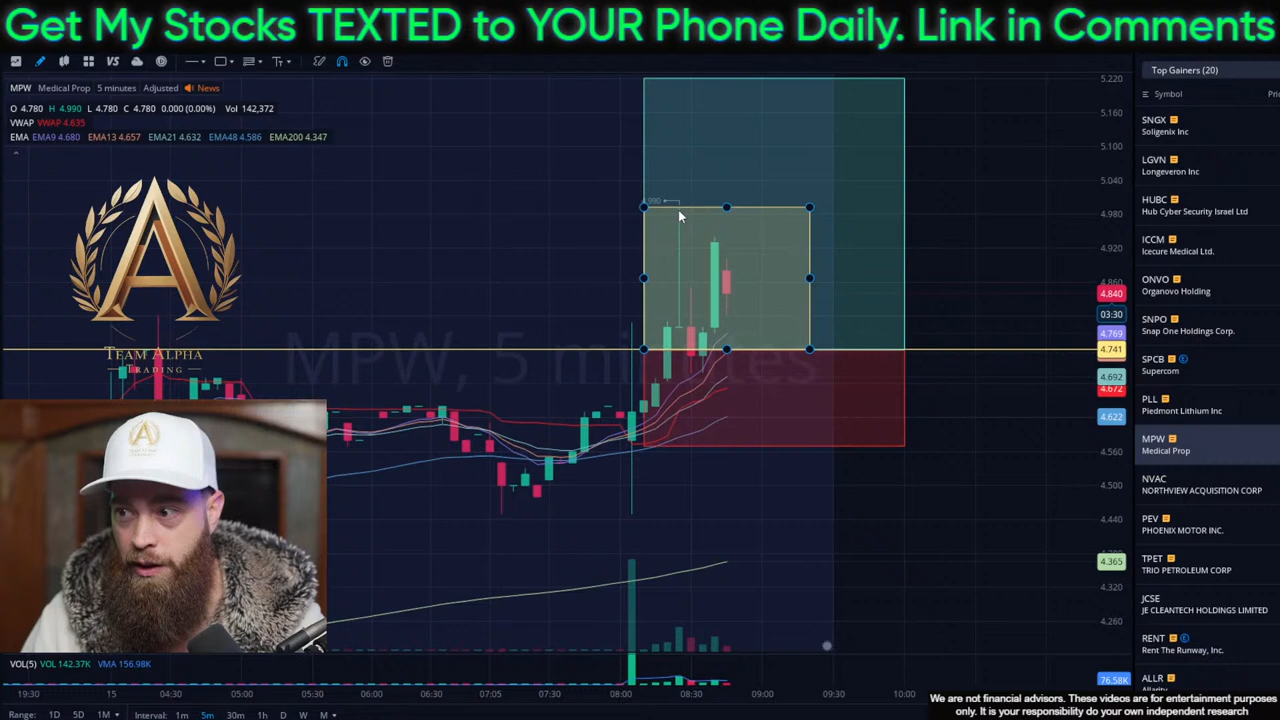 Get My Stocks TEXTED to YOUR Phone Daily. Link in Comments
VS
MPW Medical Prop 5 minutes Adjusted News
O 4.780 H 4.990 L 4.780 C 4.780 0.000 (0.00%) Vol 142,372
VWAP VWAP 4.635
EMA EMA9 4.680 EMA13 4.657 EMA21 4.632 EMA48 4.586 EMA200 4.347
A
TEAM ALPHA
TRADING
MPW, 5 minutes
5.220
5.160
5.100
5.040
4.980
4.920
4.860
4.840
03:30
4.769
4.741
4.692
4.672
4.622
4.560
4.500
4.440
4.365
4.320
4.260
76.58K
Top Gainers (20)
Symbol
SNGX
Soligenix Inc
LGVN
Longeveron Inc
HUBC
Hub Cyber Security Israel Ltd
ICCM
Icecure Medical Ltd.
ONVO
Organovo Holding
SNPO
Snap One Holdings Corp.
SPCB
Supercom
PLL
Piedmont Lithium Inc
MPW
Medical Prop
NVAC
NORTHVIEW ACQUISITION CORP
PEV
PHOENIX MOTOR INC.
TPET
TRIO PETROLEUM CORP
JCSE
JE CLEANTECH HOLDINGS LIMITED
RENT
Rent The Runway, Inc.
ALLR
VOL(5) VOL 142.37K VMA 156.98K
19:30 15 04:30 05:00 05:30 06:00 06:30 07:05 07:30 08:00 08:30 09:00 09:30 10:00
Range: 1D 5D 1M Interval: 1m 5m 30m 1h D W M
We are not financial advisors. These videos are for entertainment purposes
only. It is your responsibility do your own independent research